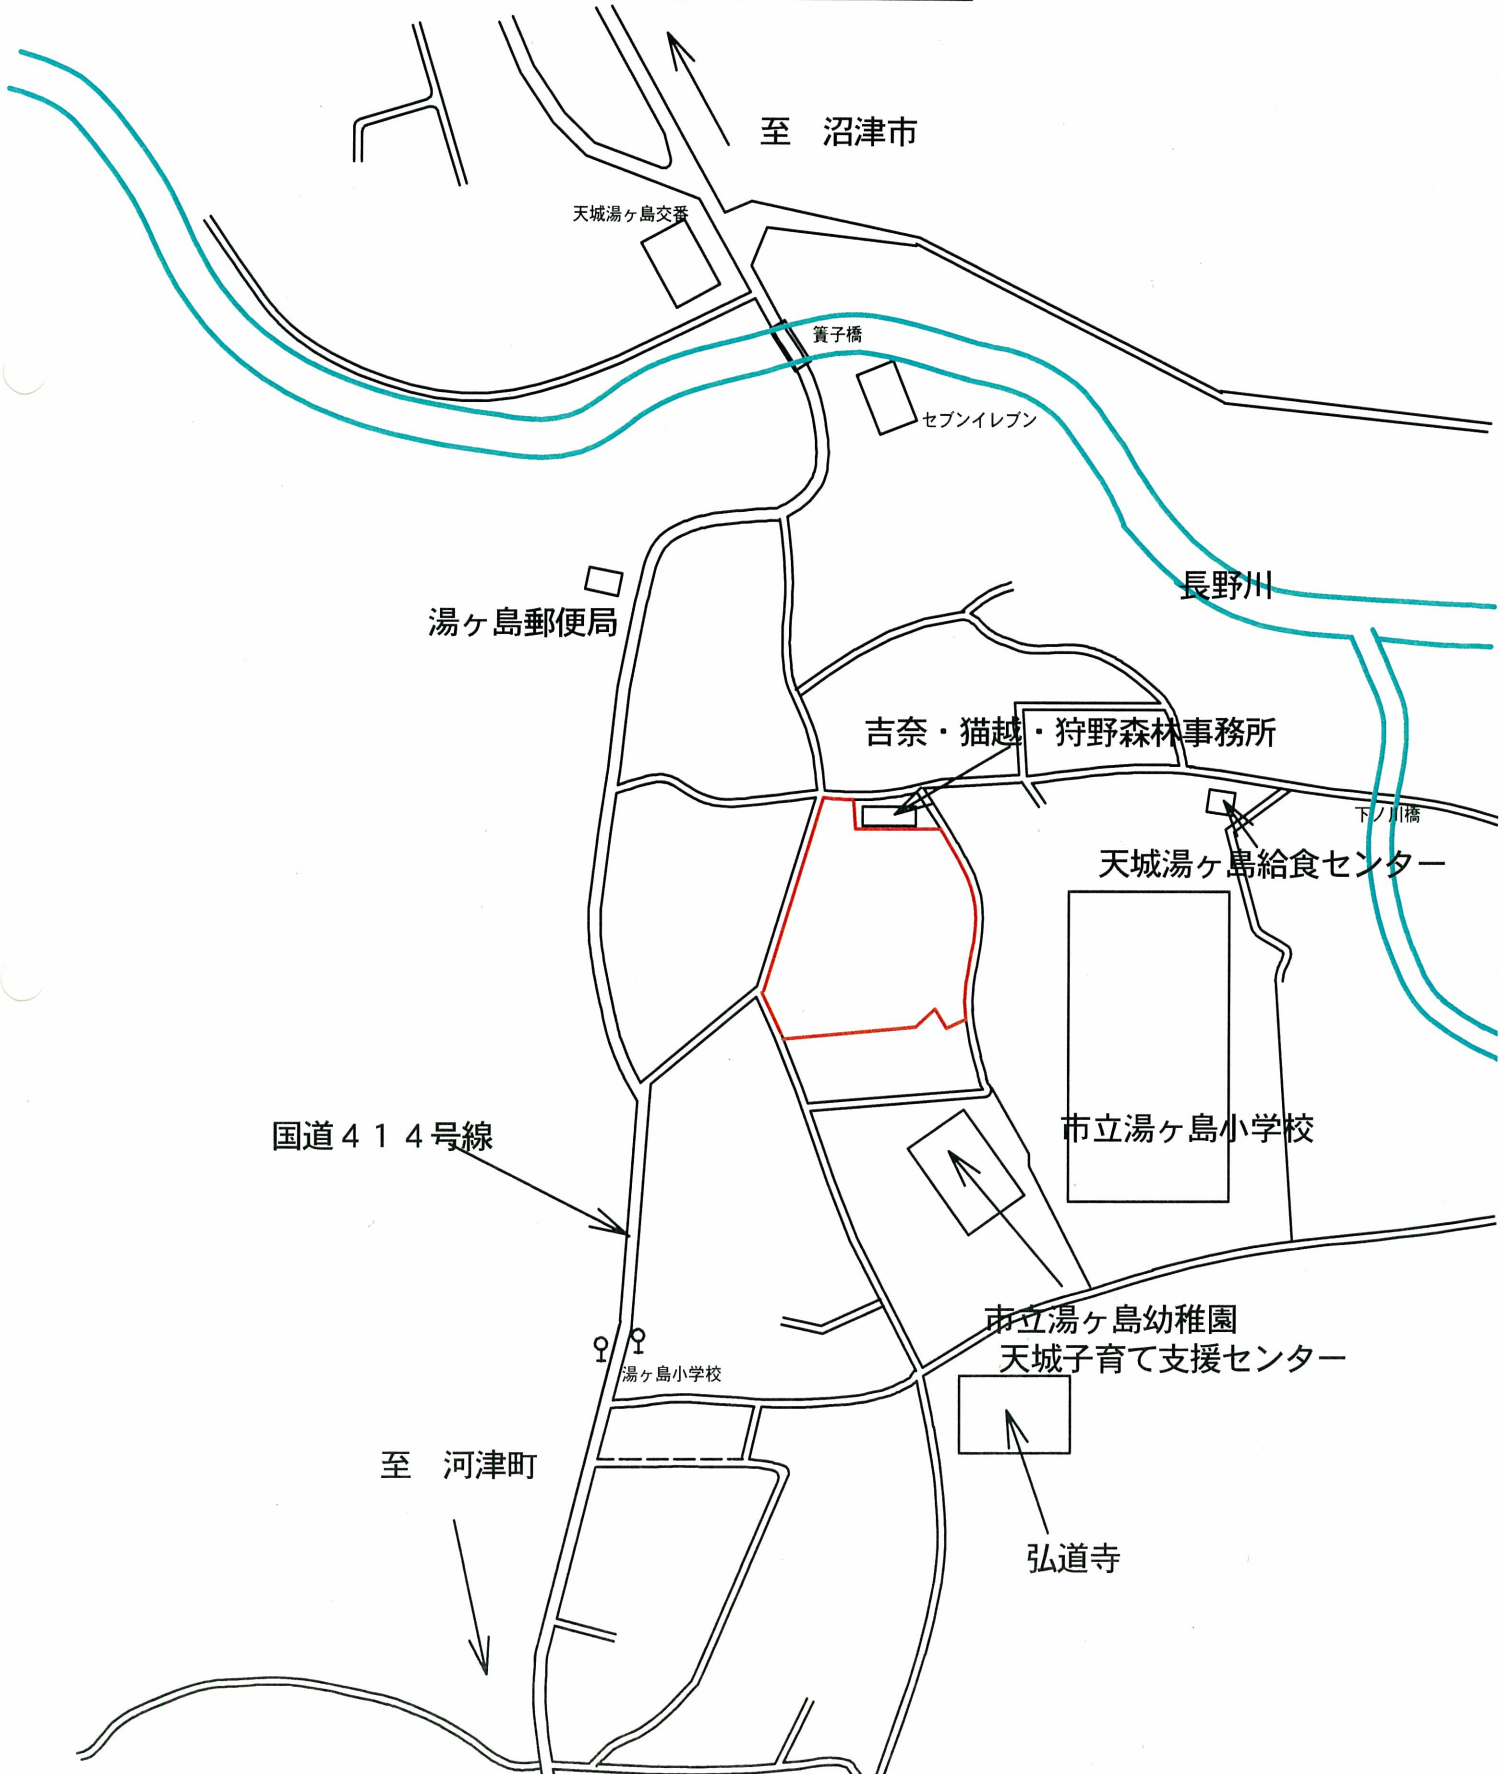 至　沼津市
天城湯ヶ島交番
簀子橋
セブンイレブン
長野川
湯ヶ島郵便局
吉奈・猫越・狩野森林事務所
下ノ川橋
天城湯ヶ島給食センター
国道４１４号線
市立湯ヶ島小学校
市立湯ヶ島幼稚園
天城子育て支援センター
湯ヶ島小学校
至　河津町
弘道寺